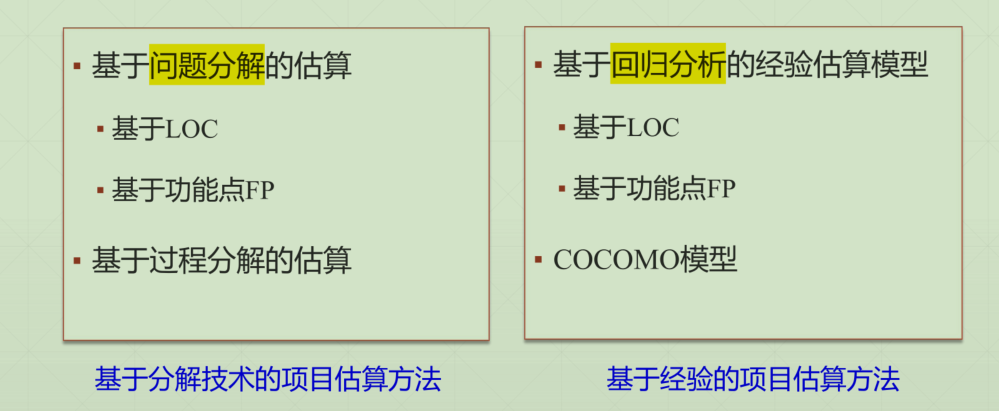 基于问题分解的估算
基于LOC
基于功能点FP
基于过程分解的估算
基于分解技术的项目估算方法
基于回归分析的经验估算模型
基于LOC
基于功能点FP
COCOMO模型
基于经验的项目估算方法